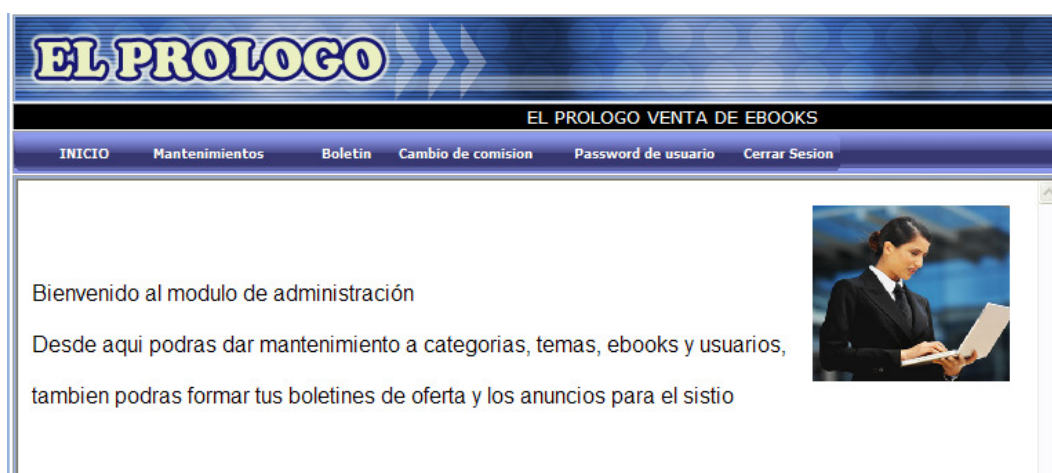 EL PROLOGO
EL PROLOGO VENTA DE EBOOKS
INICIO Mantenimientos Boletin Cambio de comision Password de usuario Cerrar Sesion
Bienvenido al modulo de administración
Desde aqui podras dar mantenimiento a categorias, temas, ebooks y usuarios,
tambien podras formar tus boletines de oferta y los anuncios para el sistio